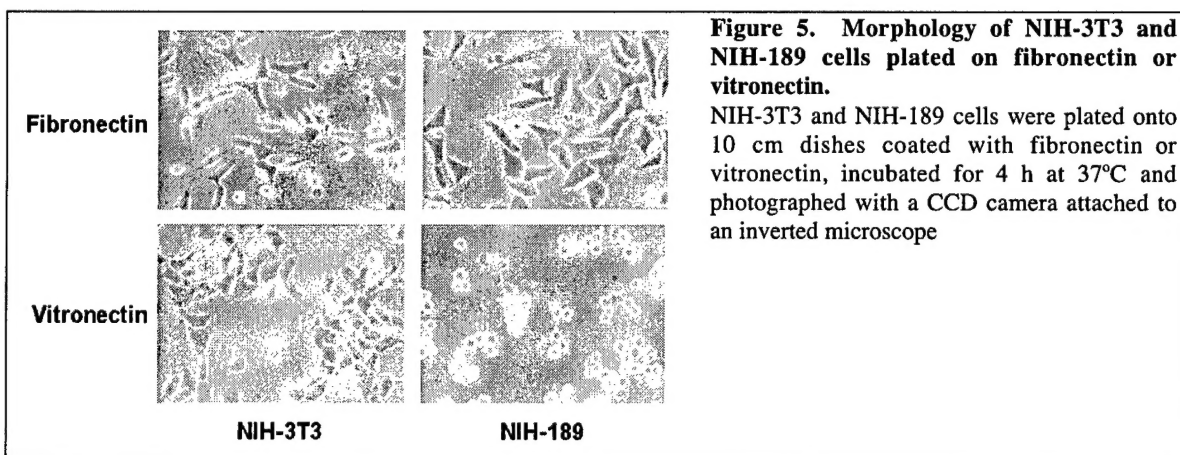 Fibronectin
Vitronectin
NIH-3T3
NIH-189
Figure 5. Morphology of NIH-3T3 and
NIH-189 cells plated on fibronectin or
vitronectin.
NIH-3T3 and NIH-189 cells were plated onto
10 cm dishes coated with fibronectin or
vitronectin, incubated for 4 h at 37ºC and
photographed with a CCD camera attached to
an inverted microscope